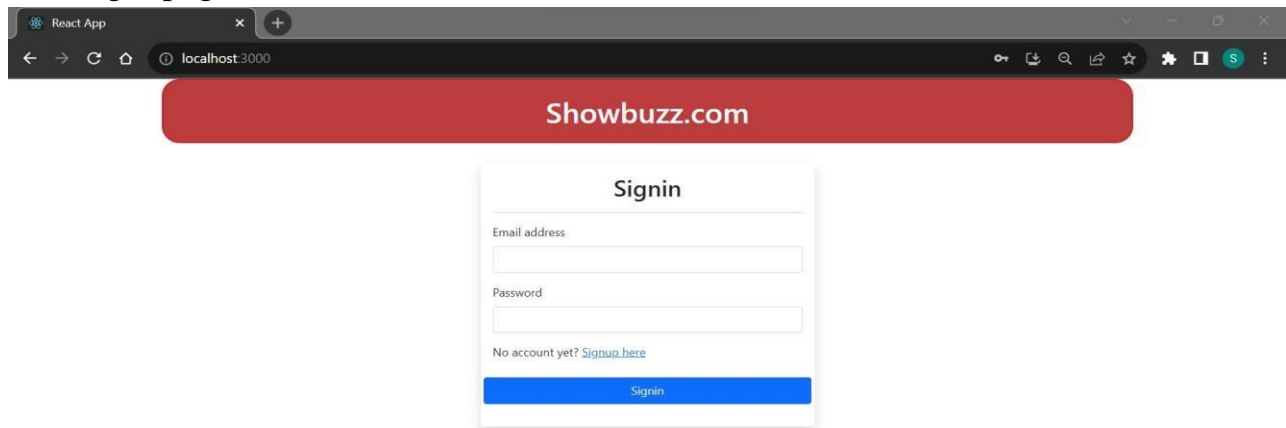 React App
localhost:3000
S
Showbuzz.com
Signin
Email address
Password
No account yet? Signup here
Signin